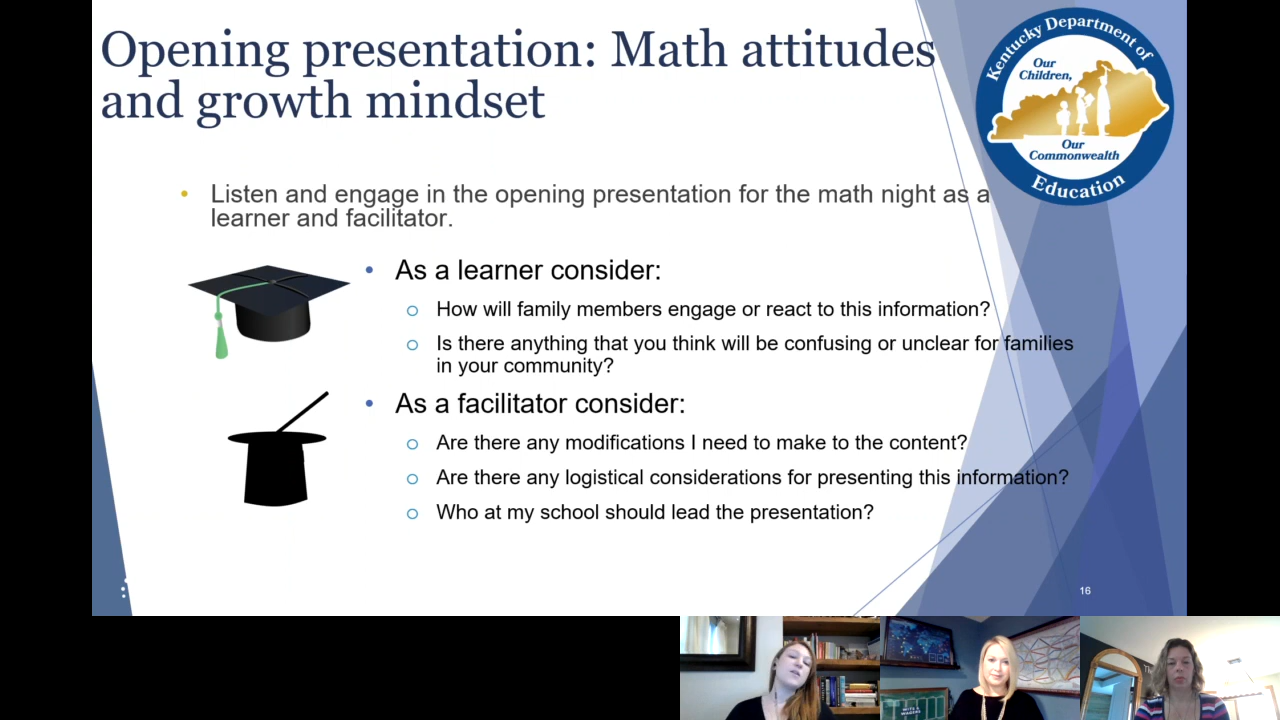 Opening presentation: Math attitudes
and growth mindset
Kentucky Department of
Education
Our
Children,
Our
Commonwealth
• Listen and engage in the opening presentation for the math night as a
learner and facilitator.
• As a learner consider:
o How will family members engage or react to this information?
o Is there anything that you think will be confusing or unclear for families
in your community?
• As a facilitator consider:
o Are there any modifications I need to make to the content?
o Are there any logistical considerations for presenting this information?
o Who at my school should lead the presentation?
16